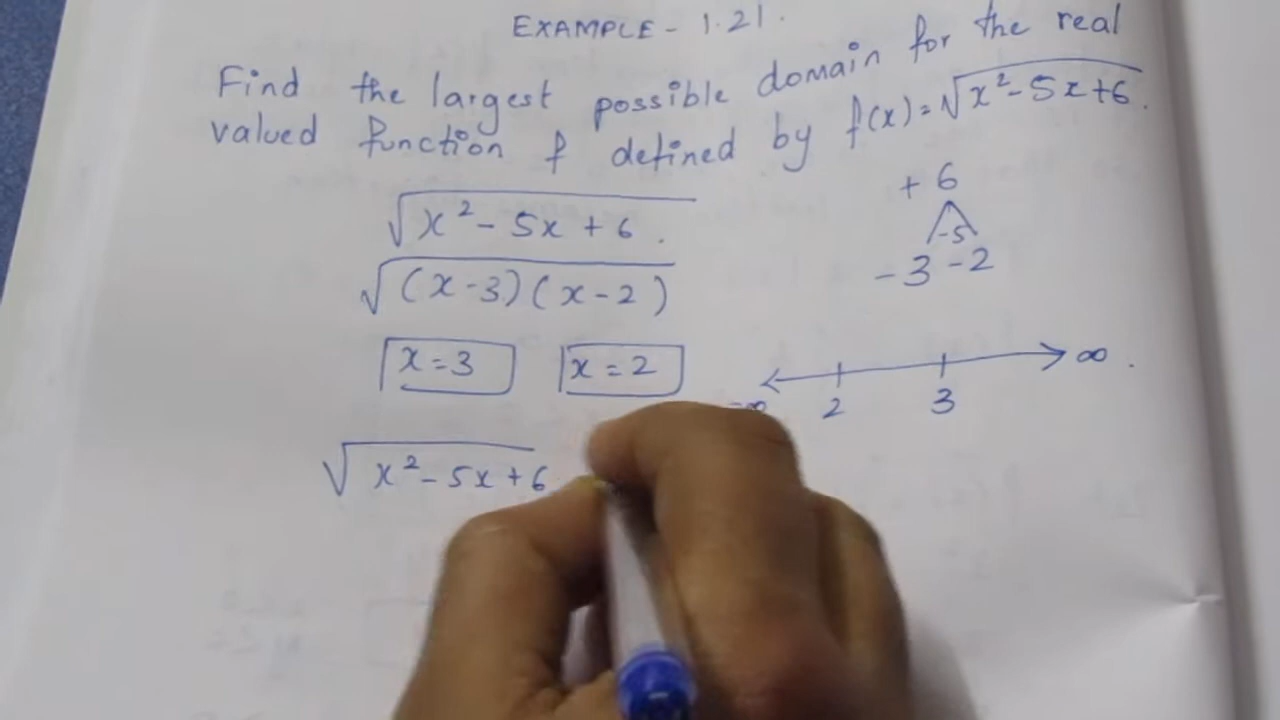 EXAMPLE - 1.21.
Find the largest possible domain for the real
valued function f defined by f(x)=√x²-5x+6.
√x²-5x+6.
+6
-5
-3 -2
√(x-3)(x-2)
x=3 x=2
∞.
2 3
√x²-5x+6